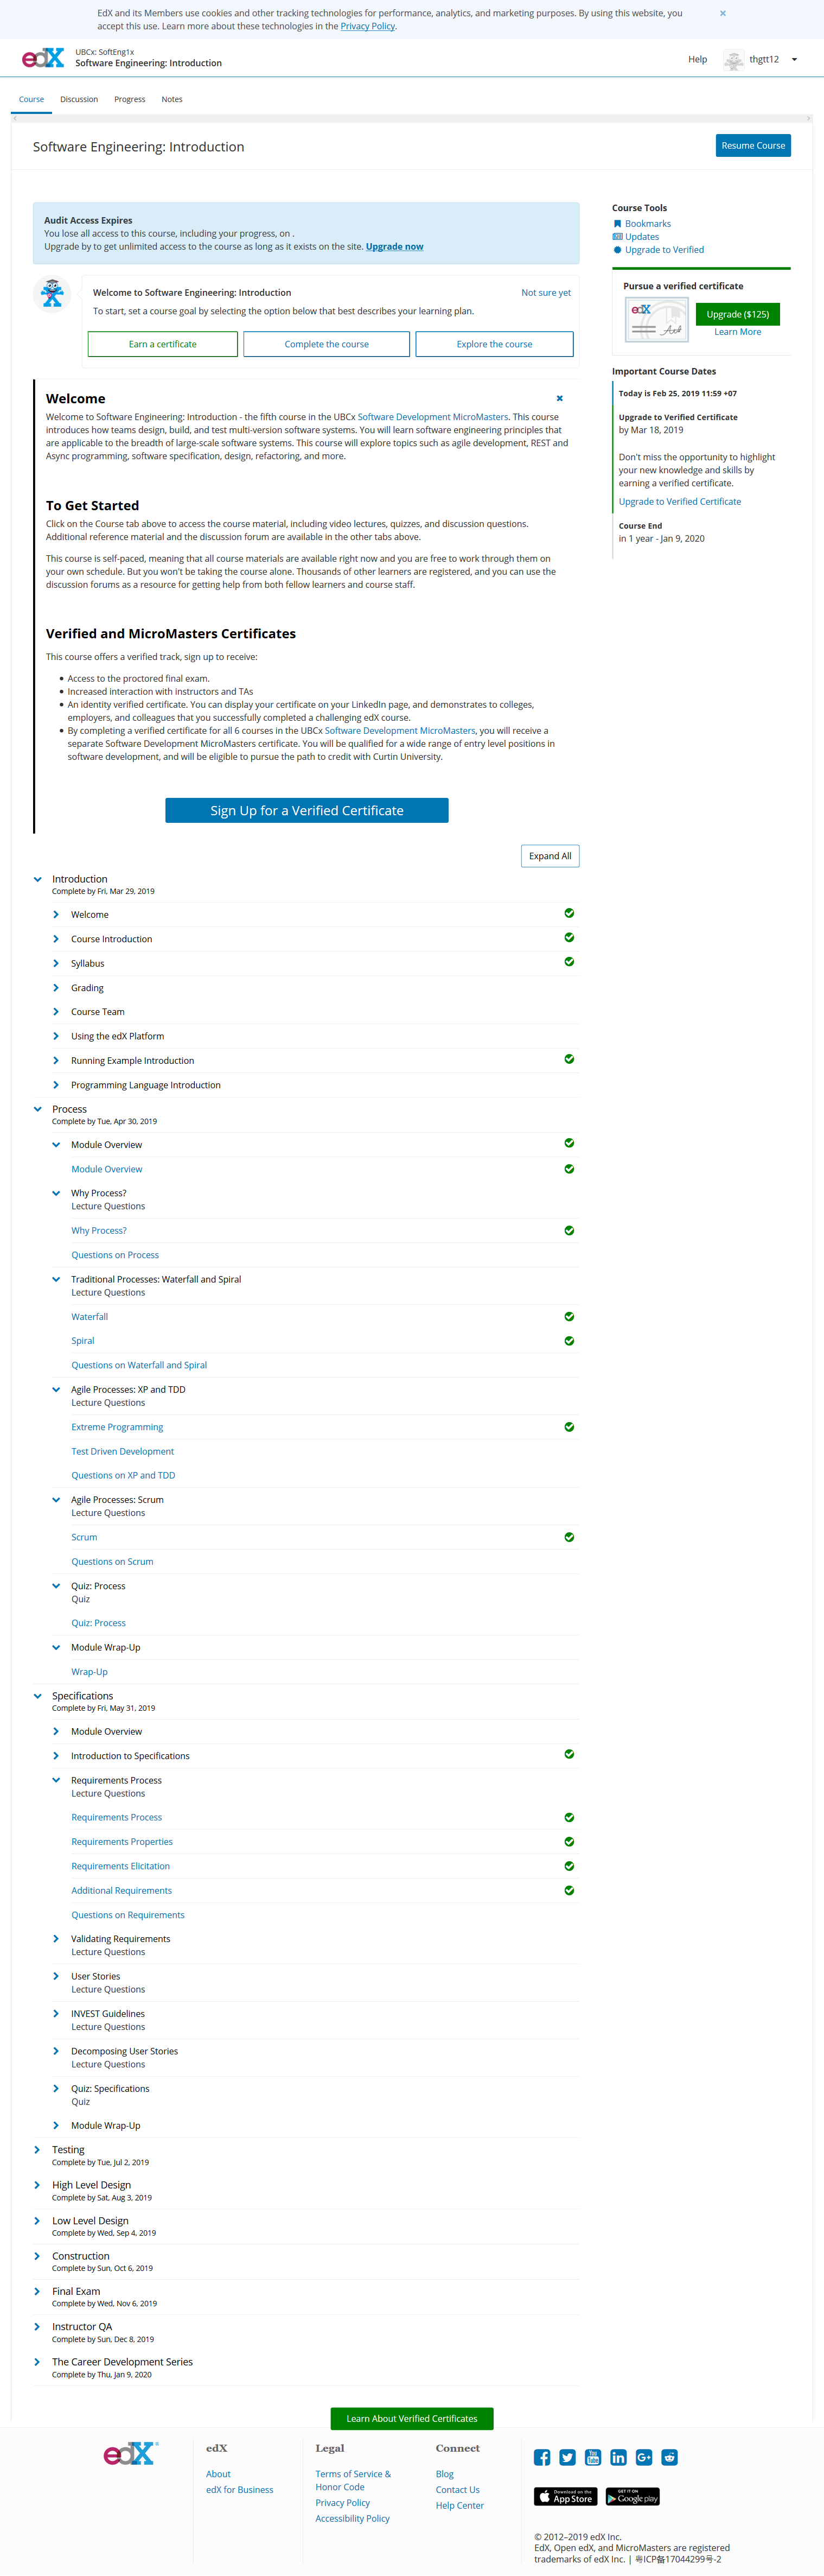 EdX and its Members use cookies and other tracking technologies for performance, analytics, and marketing purposes. By using this website, you
accept this use. Learn more about these technologies in the Privacy Policy.
edX
UBCx: SoftEng1x
Software Engineering: Introduction
Help
thgtt12
Course
Discussion
Progress
Notes
Software Engineering: Introduction
Resume Course
Audit Access Expires
You lose all access to this course, including your progress, on .
Upgrade by to get unlimited access to the course as long as it exists on the site. Upgrade now
Welcome to Software Engineering: Introduction
Not sure yet
To start, set a course goal by selecting the option below that best describes your learning plan.
Earn a certificate
Complete the course
Explore the course
Welcome
Welcome to Software Engineering: Introduction - the fifth course in the UBCx Software Development MicroMasters. This course
introduces how teams design, build, and test multi-version software systems. You will learn software engineering principles that
are applicable to the breadth of large-scale software systems. This course will explore topics such as agile development, REST and
Async programming, software specification, design, refactoring, and more.
To Get Started
Click on the Course tab above to access the course material, including video lectures, quizzes, and discussion questions.
Additional reference material and the discussion forum are available in the other tabs above.
This course is self-paced, meaning that all course materials are available right now and you are free to work through them on
your own schedule. But you won't be taking the course alone. Thousands of other learners are registered, and you can use the
discussion forums as a resource for getting help from both fellow learners and course staff.
Verified and MicroMasters Certificates
This course offers a verified track, sign up to receive:
Access to the proctored final exam.
Increased interaction with instructors and TAs
An identity verified certificate. You can display your certificate on your LinkedIn page, and demonstrates to colleges,
employers, and colleagues that you successfully completed a challenging edX course.
By completing a verified certificate for all 6 courses in the UBCx Software Development MicroMasters, you will receive a
separate Software Development MicroMasters certificate. You will be qualified for a wide range of entry level positions in
software development, and will be eligible to pursue the path to credit with Curtin University.
Sign Up for a Verified Certificate
Course Tools
Bookmarks
Updates
Upgrade to Verified
Pursue a verified certificate
edX
Upgrade ($125)
Learn More
Important Course Dates
Today is Feb 25, 2019 11:59 +07
Upgrade to Verified Certificate
by Mar 18, 2019
Don't miss the opportunity to highlight
your new knowledge and skills by
earning a verified certificate.
Upgrade to Verified Certificate
Course End
in 1 year - Jan 9, 2020
Expand All
Introduction
Complete by Fri, Mar 29, 2019
Welcome
Course Introduction
Syllabus
Grading
Course Team
Using the edX Platform
Running Example Introduction
Programming Language Introduction
Process
Complete by Tue, Apr 30, 2019
Module Overview
Module Overview
Why Process?
Lecture Questions
Why Process?
Questions on Process
Traditional Processes: Waterfall and Spiral
Lecture Questions
Waterfall
Spiral
Questions on Waterfall and Spiral
Agile Processes: XP and TDD
Lecture Questions
Extreme Programming
Test Driven Development
Questions on XP and TDD
Agile Processes: Scrum
Lecture Questions
Scrum
Questions on Scrum
Quiz: Process
Quiz
Quiz: Process
Module Wrap-Up
Wrap-Up
Specifications
Complete by Fri, May 31, 2019
Module Overview
Introduction to Specifications
Requirements Process
Lecture Questions
Requirements Process
Requirements Properties
Requirements Elicitation
Additional Requirements
Questions on Requirements
Validating Requirements
Lecture Questions
User Stories
Lecture Questions
INVEST Guidelines
Lecture Questions
Decomposing User Stories
Lecture Questions
Quiz: Specifications
Quiz
Module Wrap-Up
Testing
Complete by Tue, Jul 2, 2019
High Level Design
Complete by Sat, Aug 3, 2019
Low Level Design
Complete by Wed, Sep 4, 2019
Construction
Complete by Sun, Oct 6, 2019
Final Exam
Complete by Wed, Nov 6, 2019
Instructor QA
Complete by Sun, Dec 8, 2019
The Career Development Series
Complete by Thu, Jan 9, 2020
Learn About Verified Certificates
edX
edX
About
edX for Business
Legal
Terms of Service &
Honor Code
Privacy Policy
Accessibility Policy
Connect
Blog
Contact Us
Help Center
You Tube
in
G+
Download on the
App Store
GET IT ON
Google play
© 2012–2019 edX Inc.
EdX, Open edX, and MicroMasters are registered
trademarks of edX Inc. | 粤ICP备17044299号-2